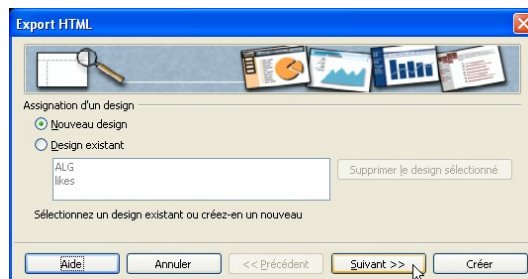 Export HTML
Assignation d'un design
Nouveau design
Design existant
ALG
likes
Supprimer le design sélectionné
Sélectionnez un design existant ou créez-en un nouveau
Aide
Annuler
<< Précédent
Suivant >>
Créer